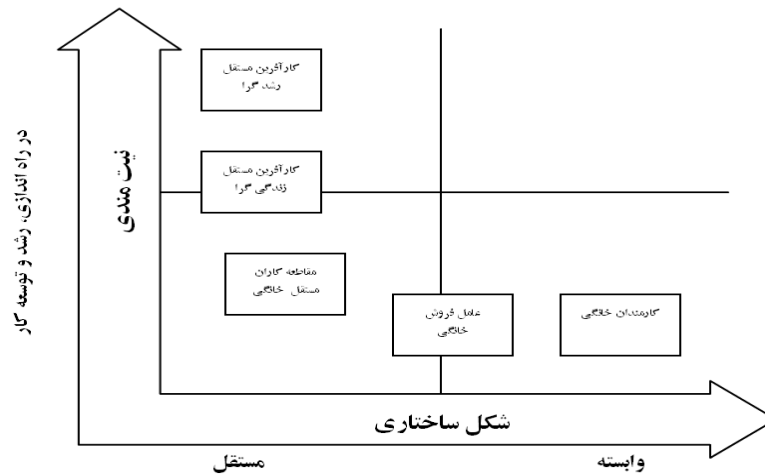 کارآفرین مستقل
رشد گرا
کارآفرین مستقل
زندگی گرا
نیت مندی
در راه اندازی، رشد و توسعه کار
مقاطعه کاران
مستقل خانگی
عامل فروش
خانگی
کارمندان خانگی
شکل ساختاری
مستقل
وابسته